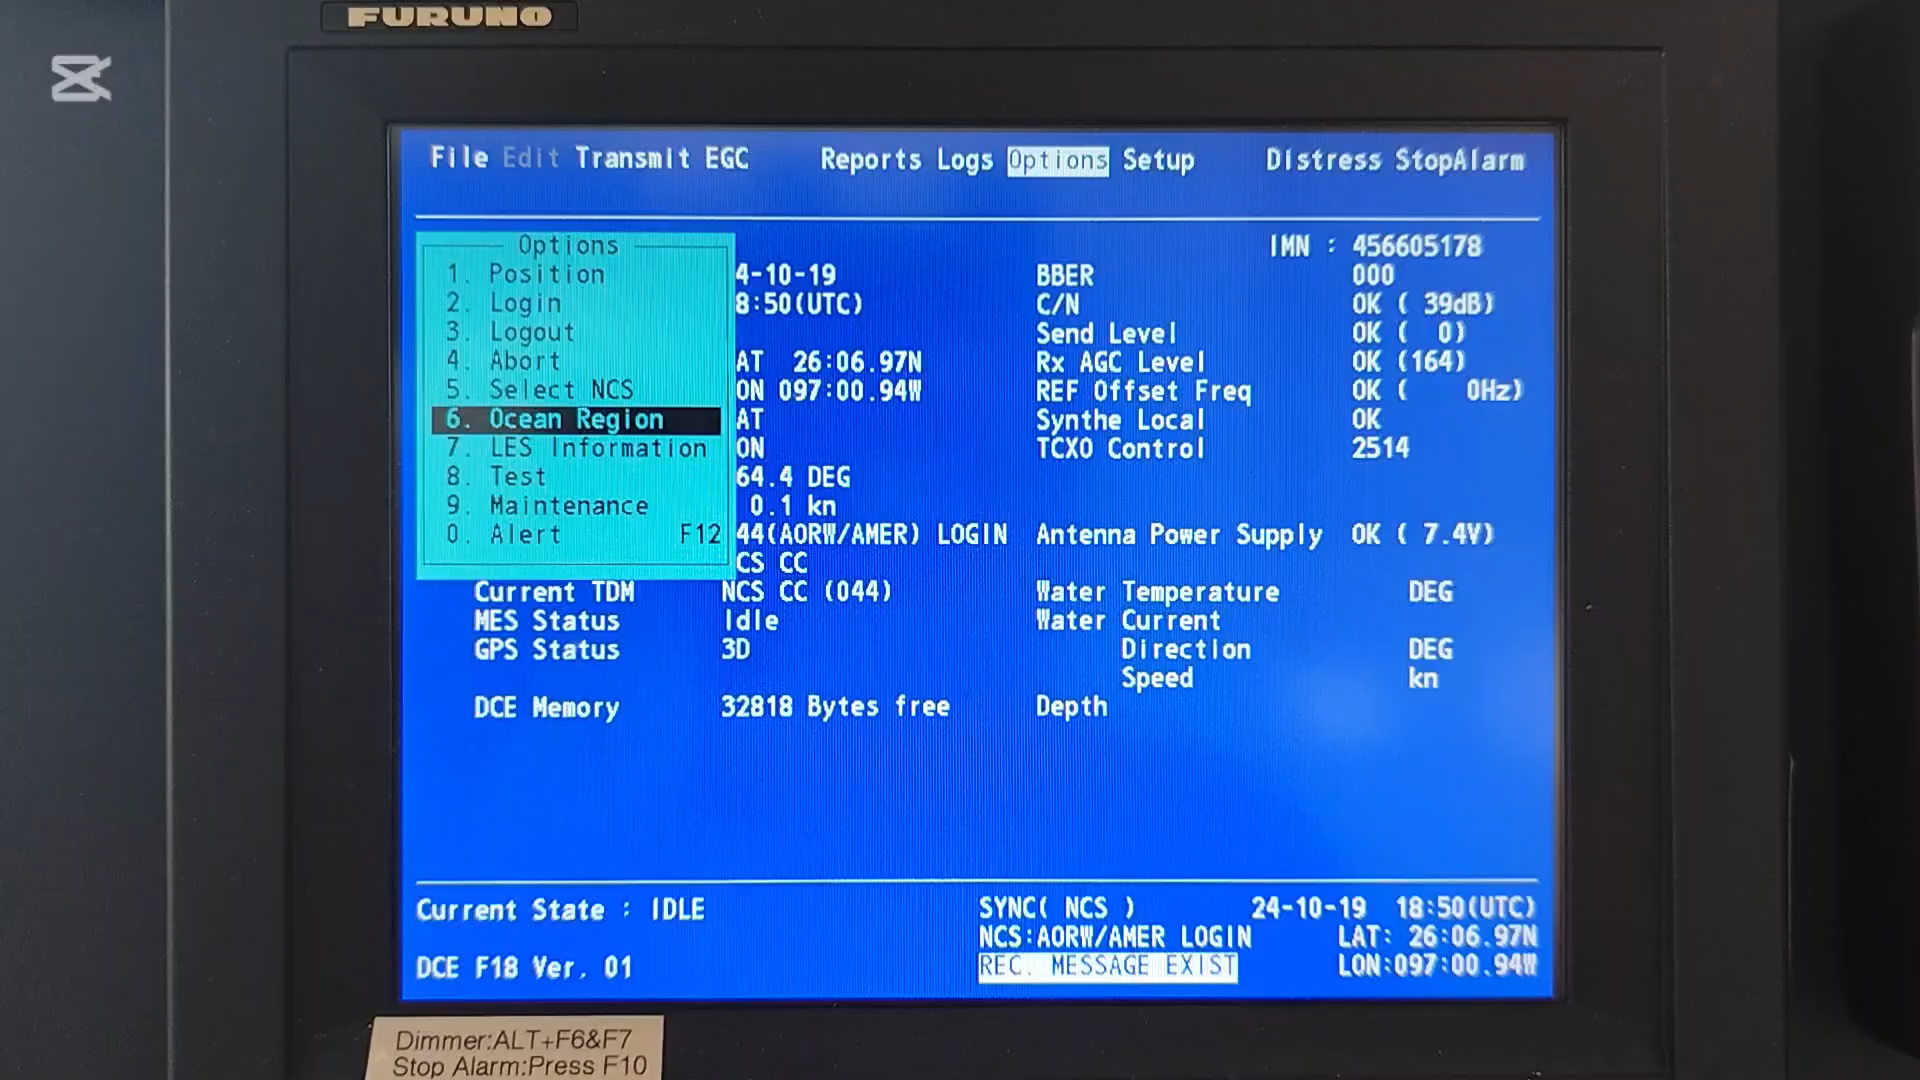 FURUNO
File Edit Transmit EGC Reports Logs Options Setup Distress StopAlarm
Options
1. Position
2. Login
3. Logout
4. Abort
5. Select NCS
6. Ocean Region
7. LES Information
8. Test
9. Maintenance
0. Alert F12
4-10-19
8:50(UTC)
AT 26:06.97N
ON 097:00.94W
AT
ON
64.4 DEG
0.1 kn
44(AORW/AMER) LOGIN
CS CC
Current TDM NCS CC (044)
MES Status Idle
GPS Status 3D
DCE Memory 32818 Bytes free
IMN : 456605178
BBER 000
C/N OK ( 39dB)
Send Level OK ( 0)
Rx AGC Level OK (164)
REF Offset Freq OK ( 0Hz)
Synthe Local OK
TCXO Control 2514
Antenna Power Supply OK ( 7.4V)
Water Temperature DEG
Water Current
Direction DEG
Speed kn
Depth
Current State : IDLE
DCE F18 Ver. 01
SYNC( NCS )
NCS:AORW/AMER LOGIN
REC. MESSAGE EXIST
24-10-19 18:50(UTC)
LAT: 26:06.97N
LON:097:00.94W
Dimmer:ALT+F6&F7
Stop Alarm:Press F10